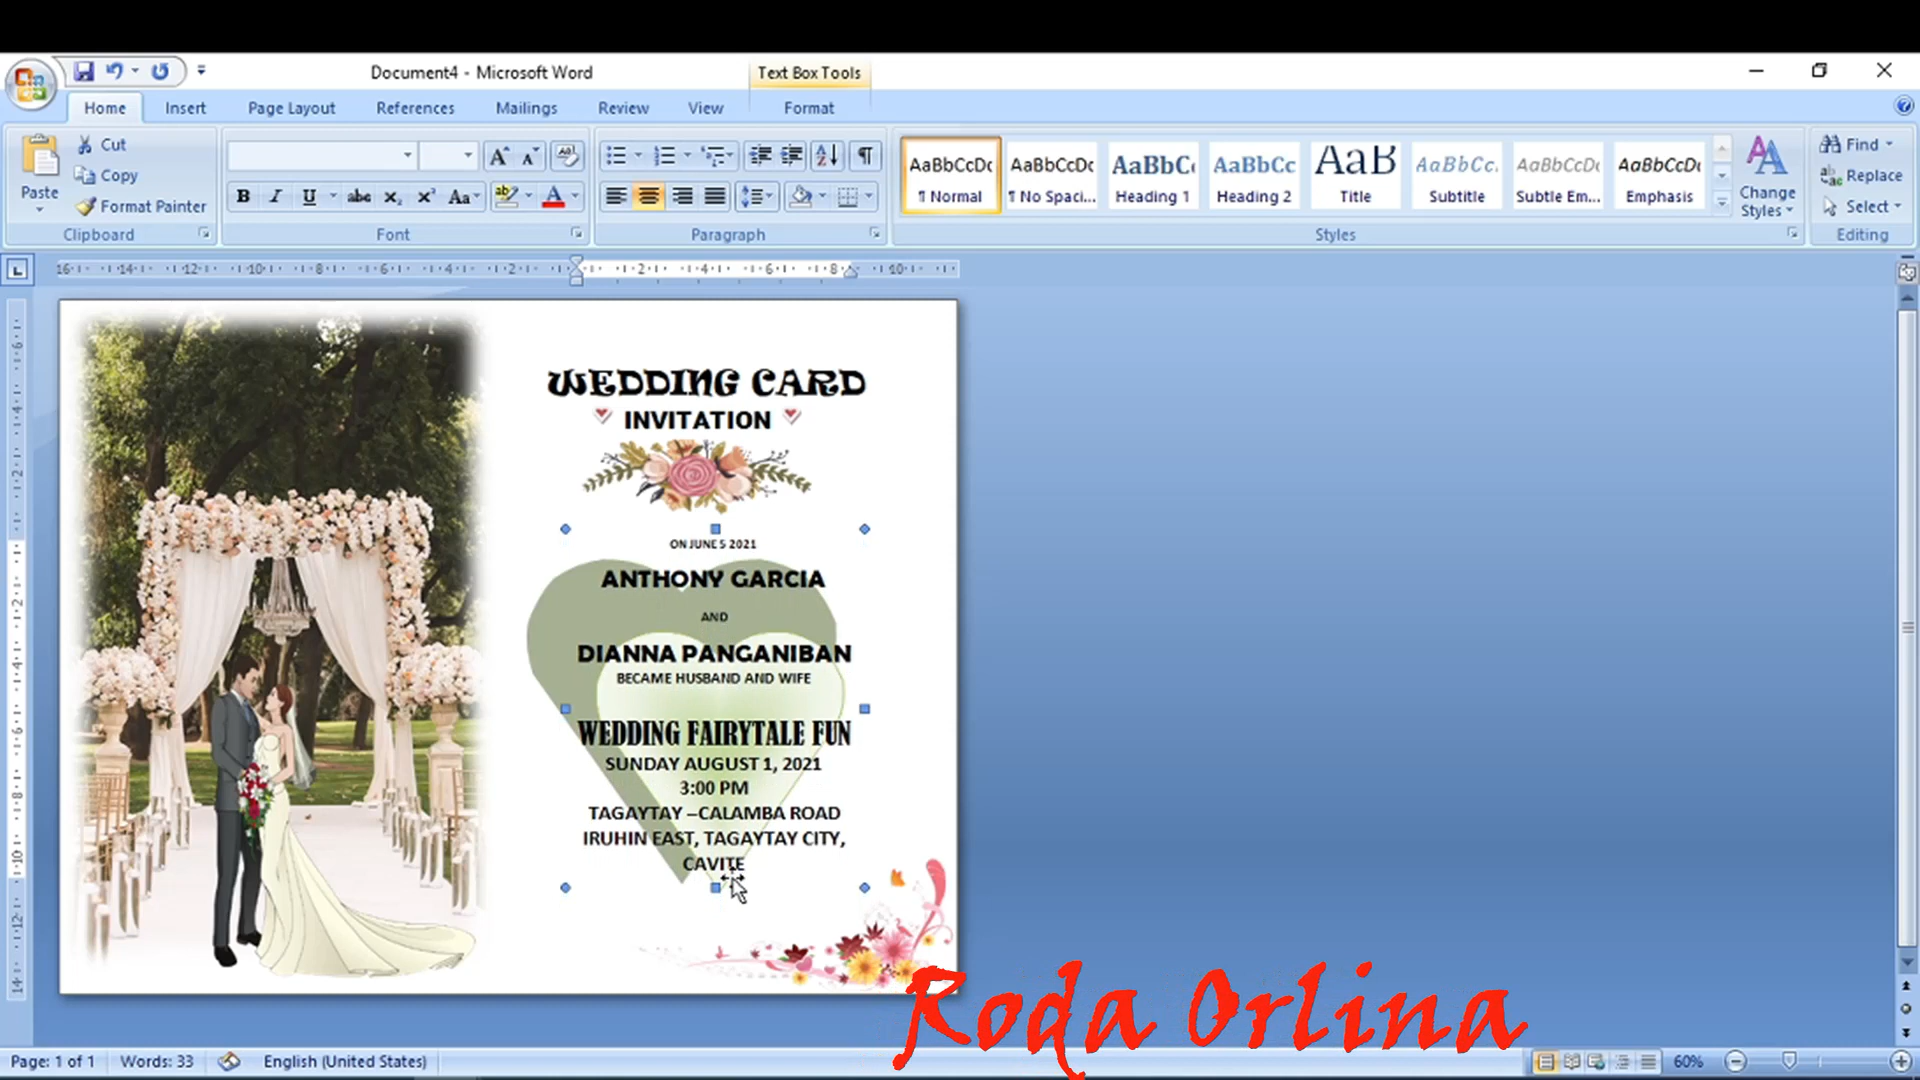 Document4 - Microsoft Word
Text Box Tools
Home
Insert
Page Layout
References
Mailings
Review
View
Format
Paste
Cut
Copy
Format Painter
Clipboard
Font
Paragraph
AaBbCcDc
¶ Normal
AaBbCcDc
¶ No Spaci...
AaBbC
Heading 1
AaBbCc
Heading 2
AaB
Title
AaBbCc.
Subtitle
AaBbCcDc
Subtle Em...
AaBbCcDc
Emphasis
Change
Styles
Styles
Find
Replace
Select
Editing
WEDDING CARD
INVITATION
ON JUNE 5 2021
ANTHONY GARCIA
AND
DIANNA PANGANIBAN
BECAME HUSBAND AND WIFE
WEDDING FAIRYTALE FUN
SUNDAY AUGUST 1, 2021
3:00 PM
TAGAYTAY –CALAMBA ROAD
IRUHIN EAST, TAGAYTAY CITY,
CAVITE
Roda Orlina
Page: 1 of 1
Words: 33
English (United States)
60%